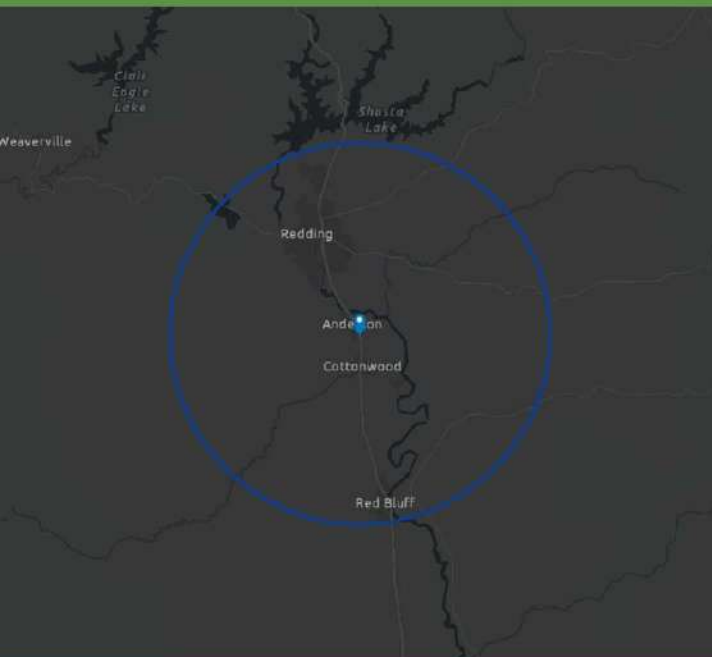 Clair
Engle
Lake
Shasta
Lake
Weaverville
Redding
Cottonwood
Red Bluff